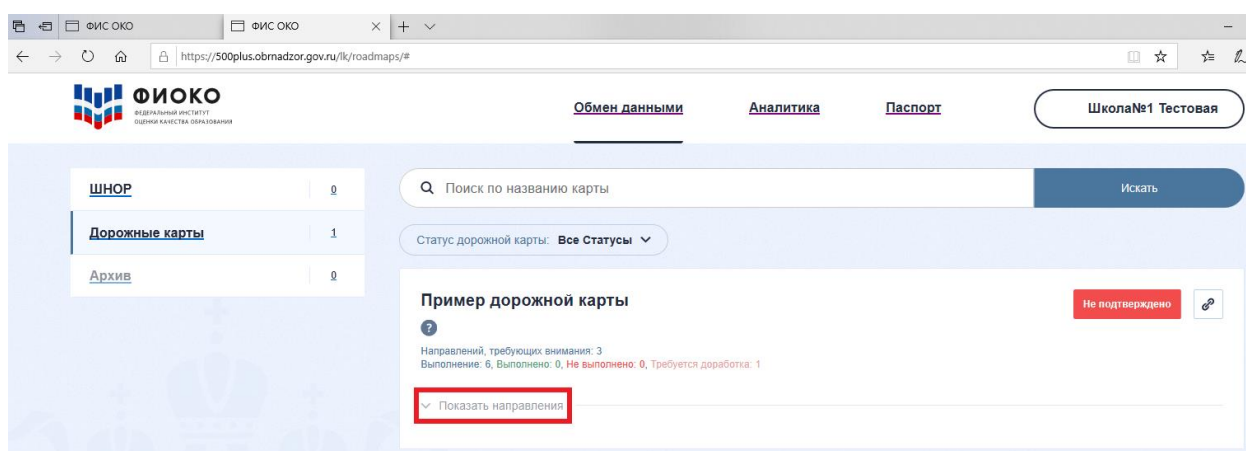 ФИС ОКО
ФИС ОКО
https://500plus.obrnadzor.gov.ru/lk/roadmaps/#
ФИОКО
ФЕДЕРАЛЬНЫЙ ИНСТИТУТ
ОЦЕНКИ КАЧЕСТВА ОБРАЗОВАНИЯ
Обмен данными
Аналитика
Паспорт
Школа№1 Тестовая
ШНОР 0
Дорожные карты 1
Архив 0
Поиск по названию карты
Искать
Статус дорожной карты: Все Статусы
Пример дорожной карты
Не подтверждено
?
Направлений, требующих внимания: 3
Выполнение: 6, Выполнено: 0, Не выполнено: 0, Требуется доработка: 1
Показать направления